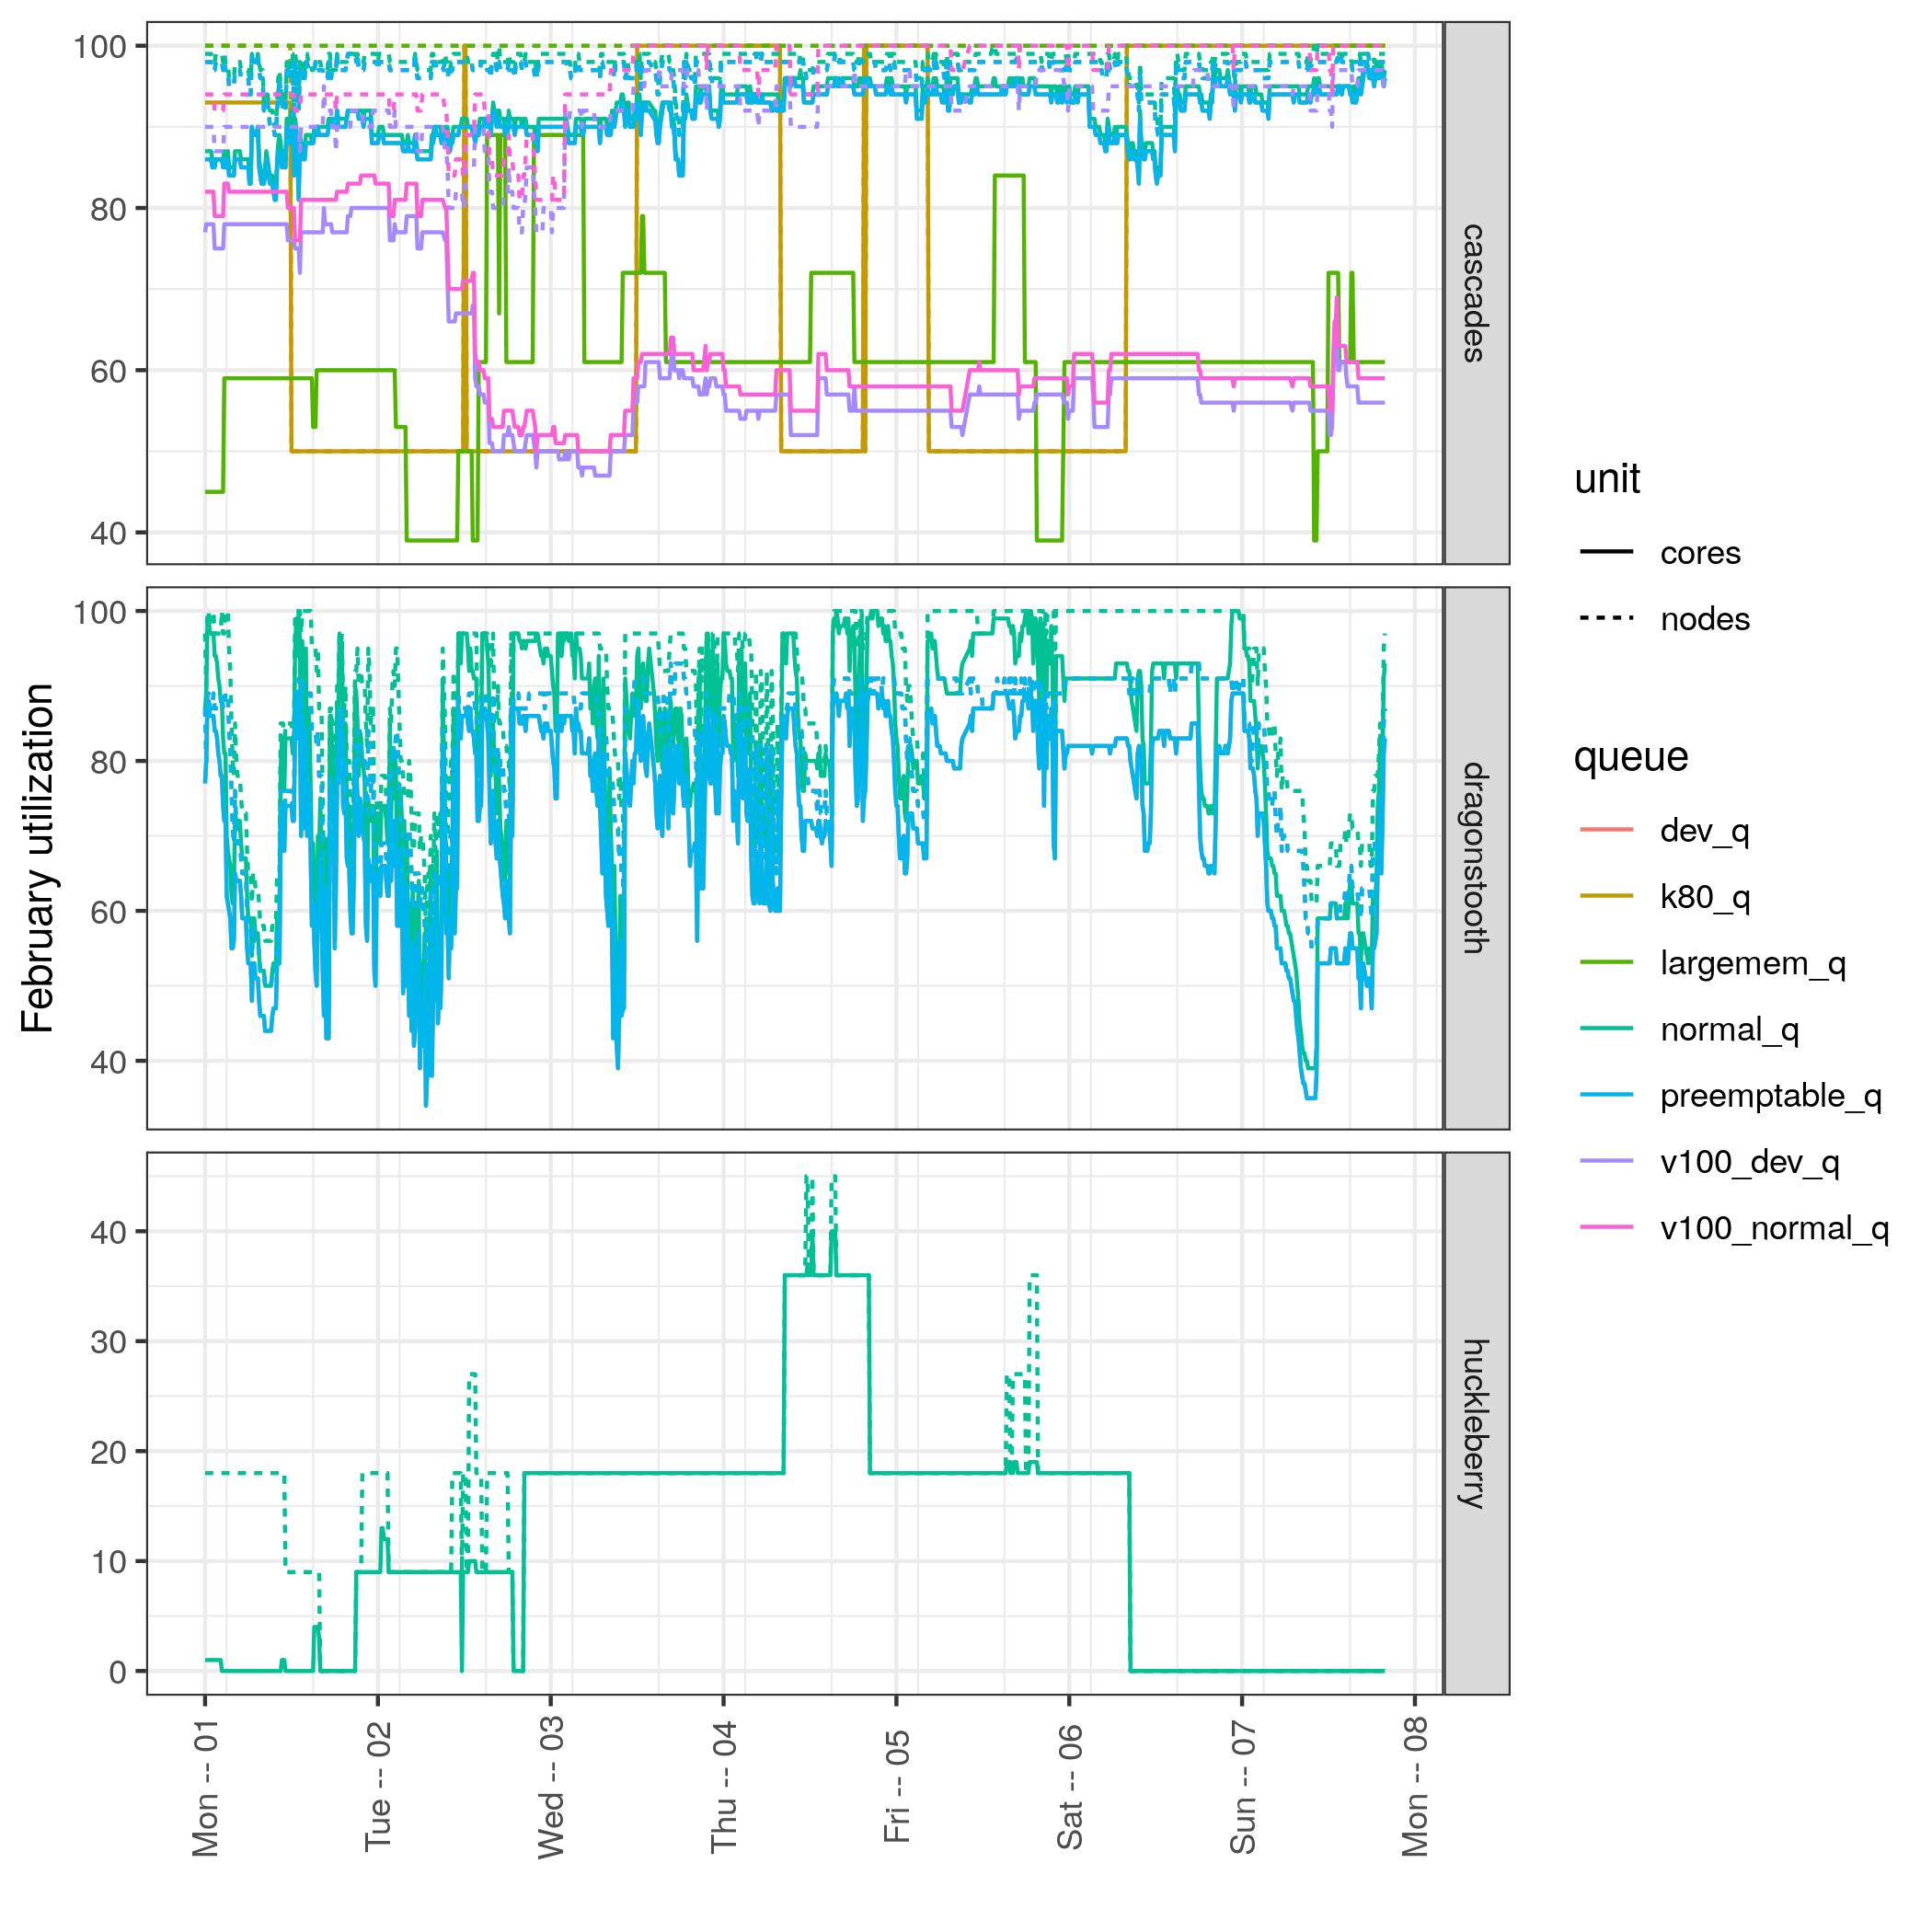 February utilization
100
80
60
40
cascades
100
80
60
40
dragonstooth
40
30
20
10
0
huckleberry
Mon -- 01
Tue -- 02
Wed -- 03
Thu -- 04
Fri -- 05
Sat -- 06
Sun -- 07
Mon -- 08
unit
cores
nodes
queue
dev_q
k80_q
largemem_q
normal_q
preemptable_q
v100_dev_q
v100_normal_q